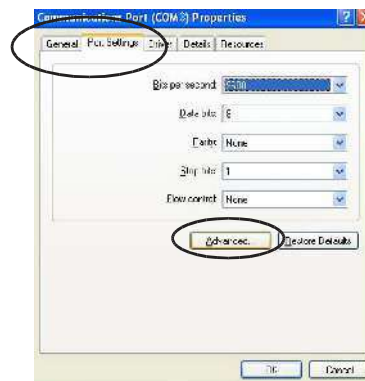 Communications Port (COM3) Properties
General Port Settings Driver Details Resources
Bits per second: 9600
Data bits: 8
Parity: None
Stop bits: 1
Flow control: None
Advanced... Restore Defaults
OK Cancel